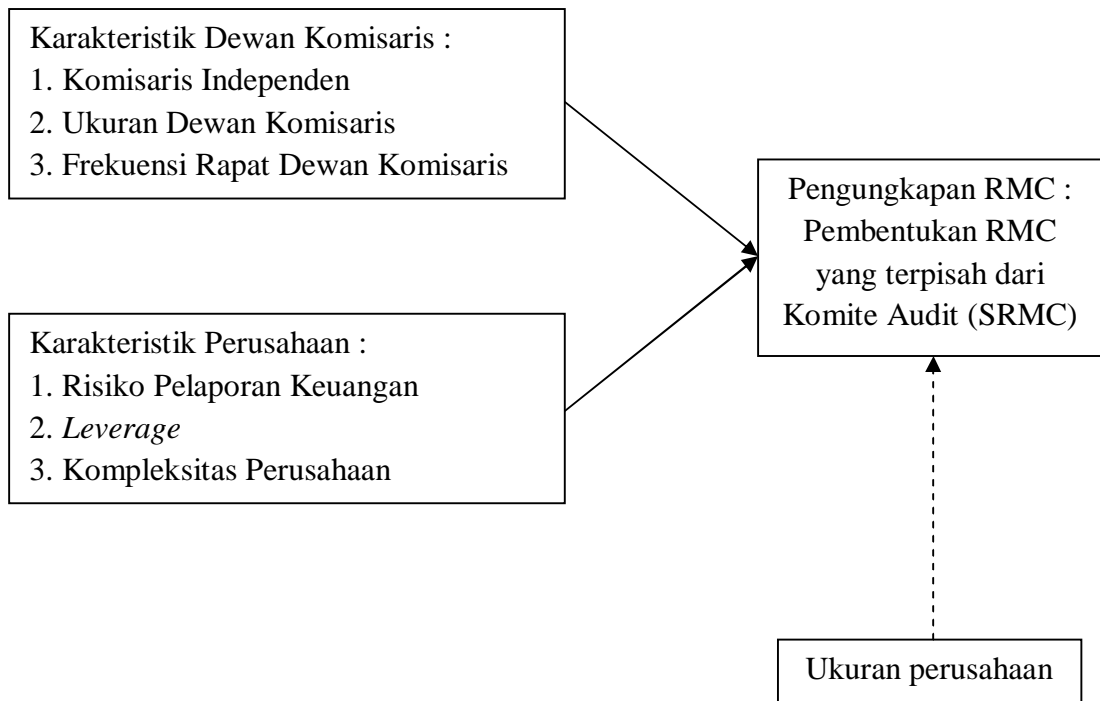 Karakteristik Dewan Komisaris :
1. Komisaris Independen
2. Ukuran Dewan Komisaris
3. Frekuensi Rapat Dewan Komisaris
Pengungkapan RMC :
Pembentukan RMC
yang terpisah dari
Komite Audit (SRMC)
Karakteristik Perusahaan :
1. Risiko Pelaporan Keuangan
2. Leverage
3. Kompleksitas Perusahaan
Ukuran perusahaan